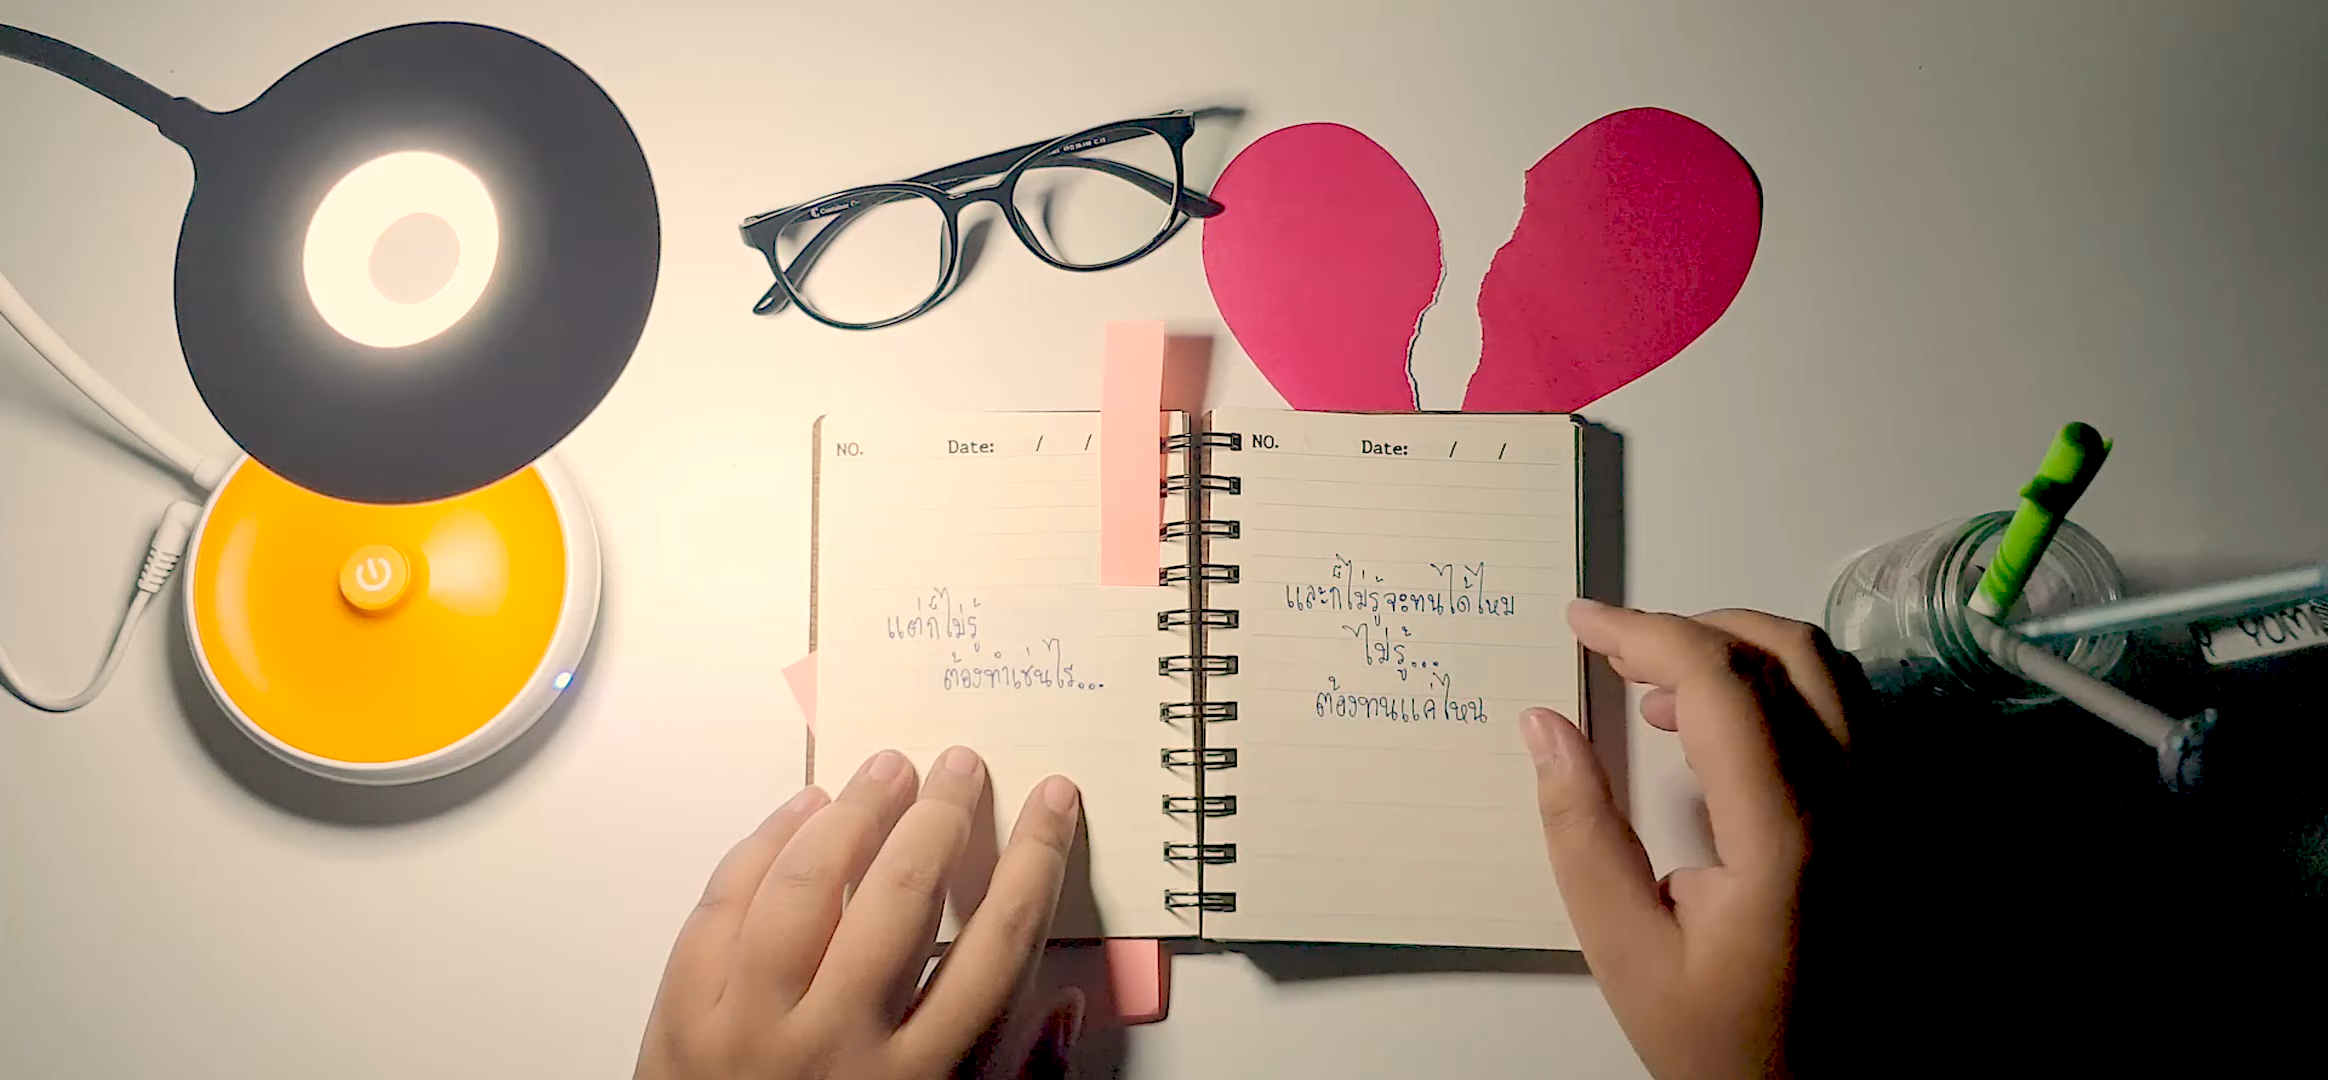 NO. Date: / /
แต่ก็ไม่รู้
ต้องทำเช่นไร...
NO. Date: / /
และก็ไม่รู้จะทนได้ไหม
ไม่รู้...
ต้องทนแค่ไหน